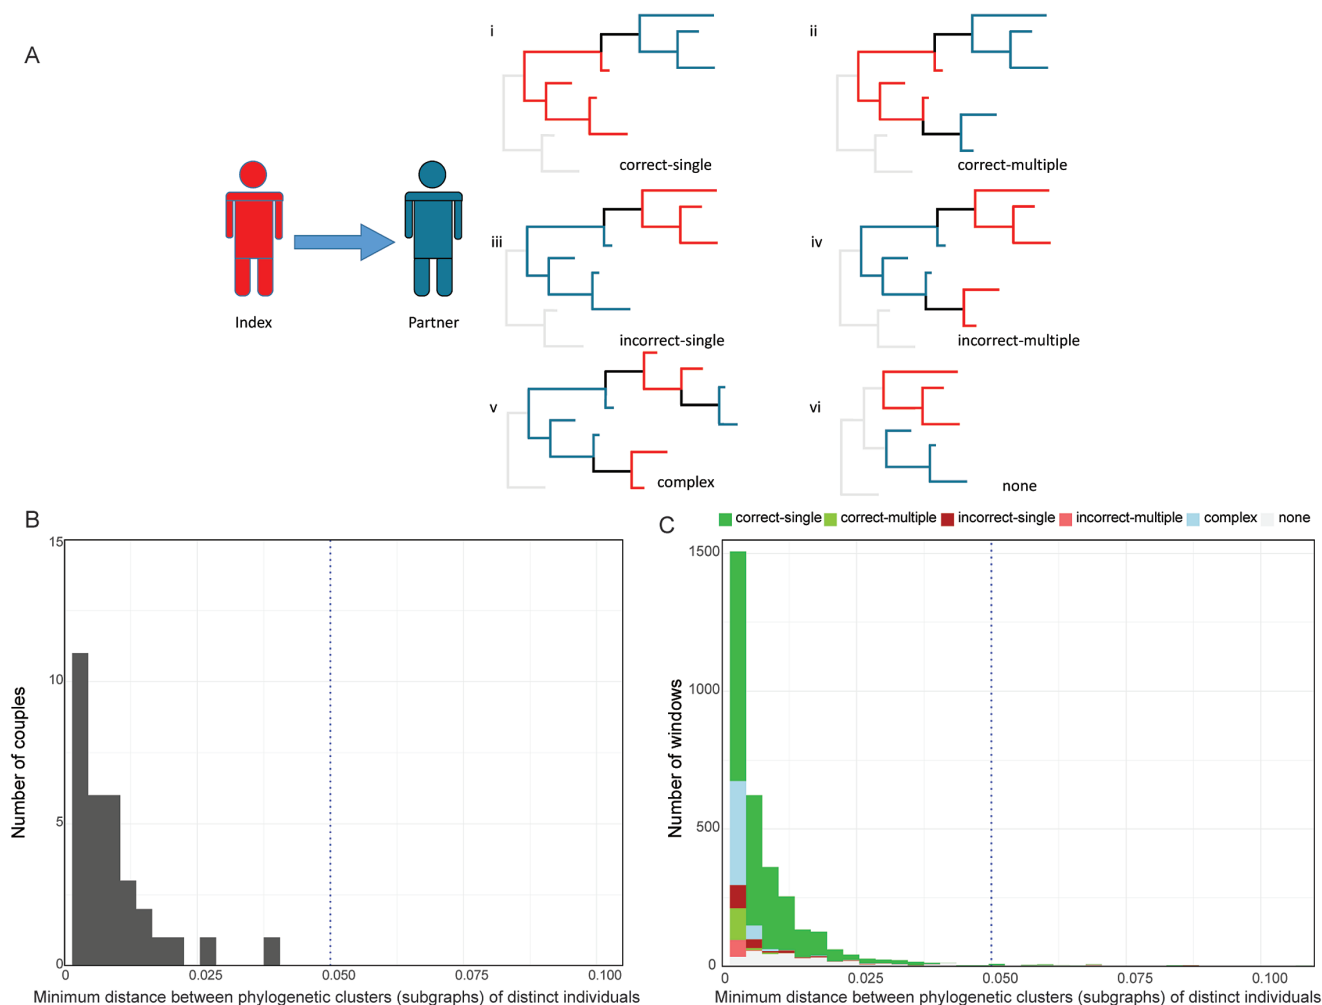 A
i
ii
correct-single
correct-multiple
iii
iv
Index
Partner
incorrect-single
incorrect-multiple
v
vi
complex
none
B
C
correct-single correct-multiple incorrect-single incorrect-multiple complex none
15
10
5
0
Number of couples
0 0.025 0.050 0.075 0.100
Minimum distance between phylogenetic clusters (subgraphs) of distinct individuals
1500
1000
500
0
Number of windows
0 0.025 0.050 0.075 0.100
Minimum distance between phylogenetic clusters (subgraphs) of distinct individuals